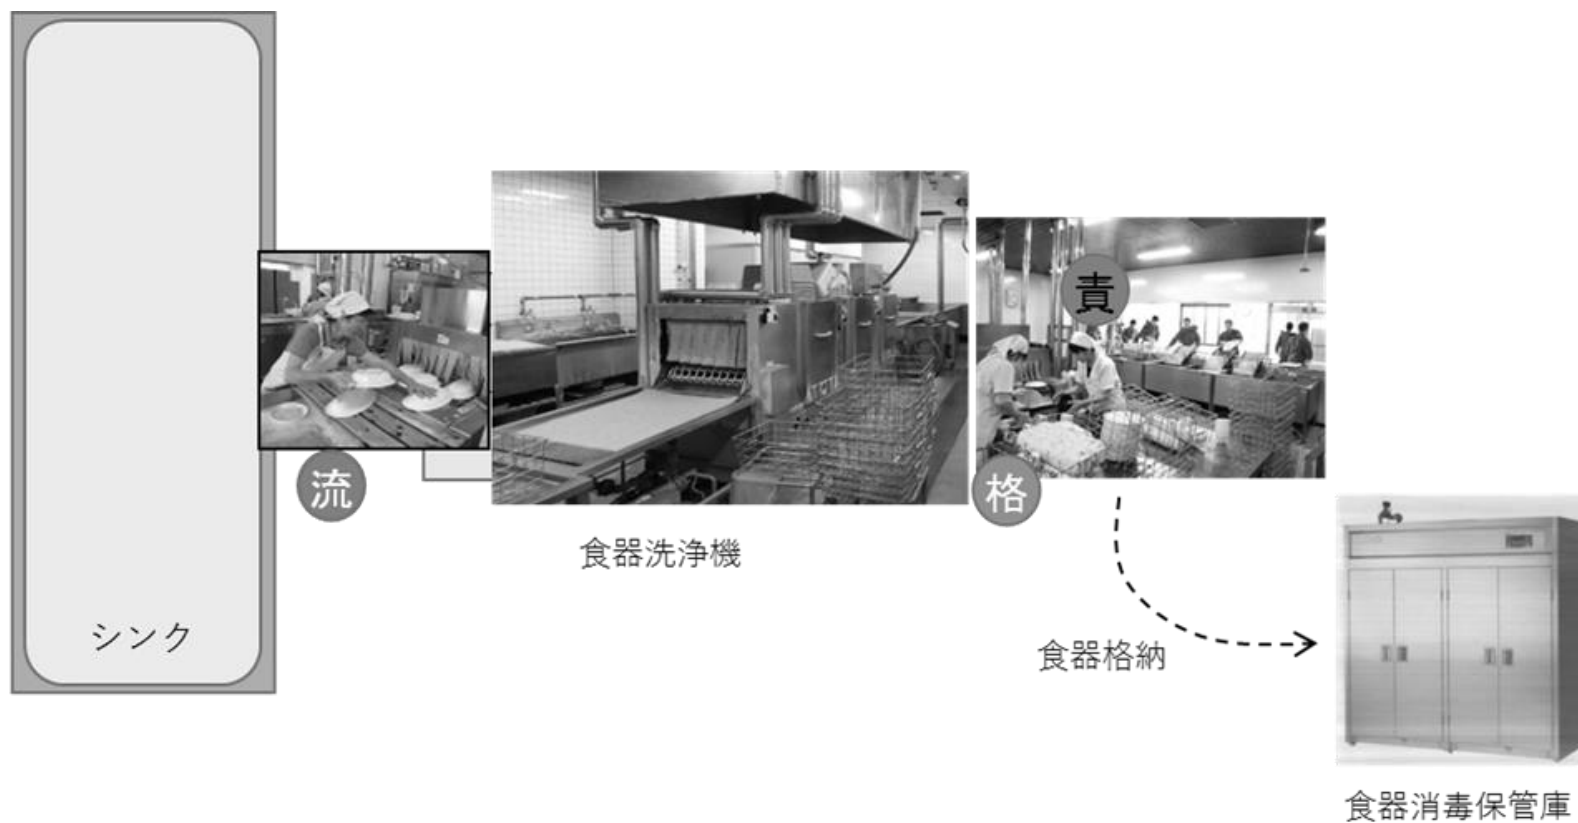 責
流
格
食器洗浄機
シンク
食器格納
食器消毒保管庫